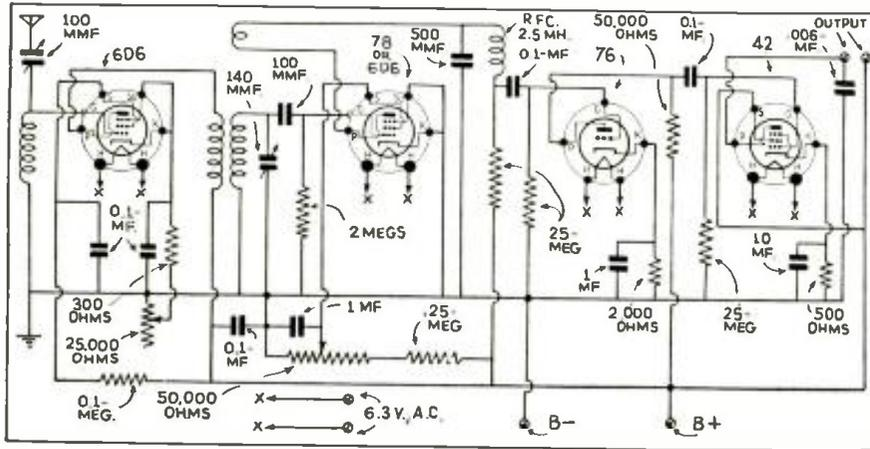 100
MMF
6D6
0.1-
MF
300
OHMS
25,000
OHMS
0.1-
MEG.
140
MMF
100
MMF
78
OR
6D6
2 MEGS
500
MMF
RFC.
2.5 MH.
0.1-MF
0.1-
MF
1 MF
.25-
MEG
50,000
OHMS
6.3 V., A.C.
X
X
X
X
X
X
X
X
X
X
25-
MEG
76
50,000
OHMS
0.1-
MF
1
MF
2,000
OHMS
42
.006-
MF
OUTPUT
25-
MEG
10
MF
500
OHMS
B-
B+